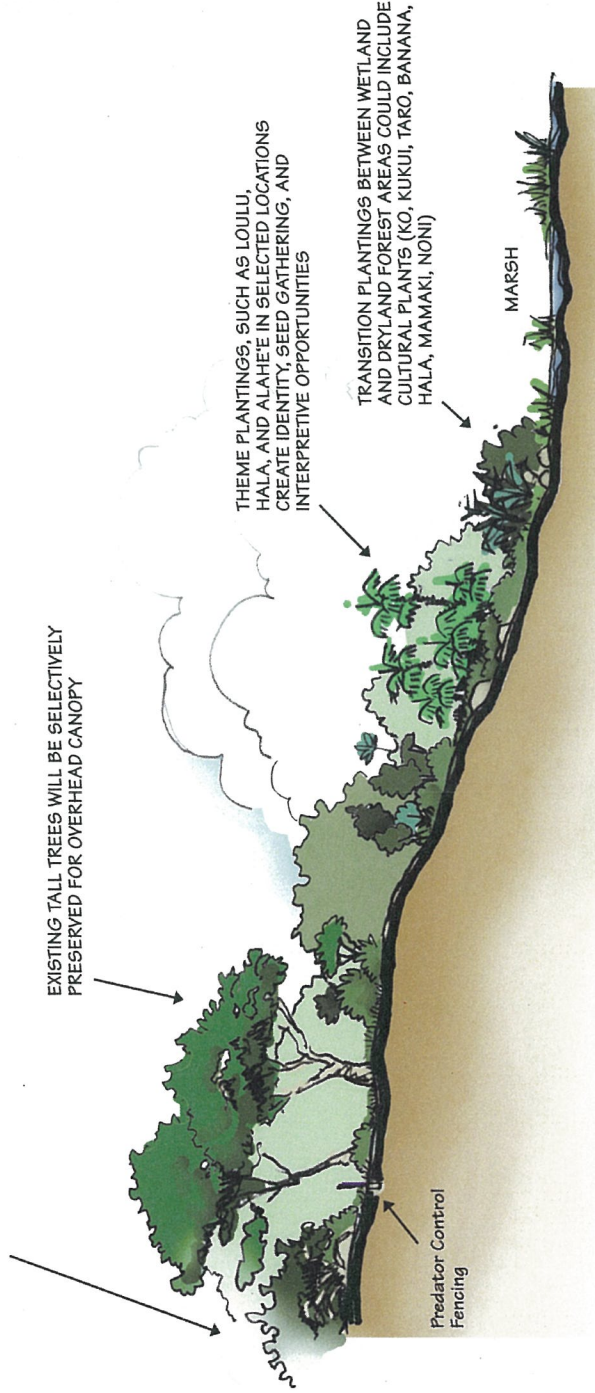 EXISTING TALL TREES WILL BE SELECTIVELY
PRESERVED FOR OVERHEAD CANOPY
THEME PLANTINGS, SUCH AS LOULU,
HALA, AND ALAHE'E IN SELECTED LOCATIONS
CREATE IDENTITY, SEED GATHERING, AND
INTERPRETIVE OPPORTUNITIES
TRANSITION PLANTINGS BETWEEN WETLAND
AND DRYLAND FOREST AREAS COULD INCLUDE
CULTURAL PLANTS (KO, KUKUI, TARO, BANANA,
HALA, MAMAKI, NONI)
MARSH
Predator Control
Fencing